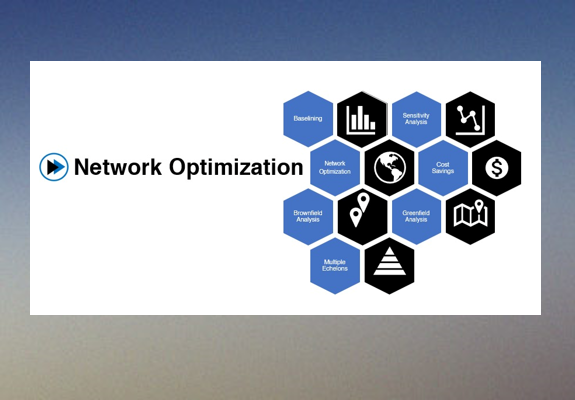 Network Optimization
Baselining
Sensitivity
Analysis
Network
Optimization
Cost
Savings
$
Brownfield
Analysis
Greenfield
Analysis
Multiple
Echelons